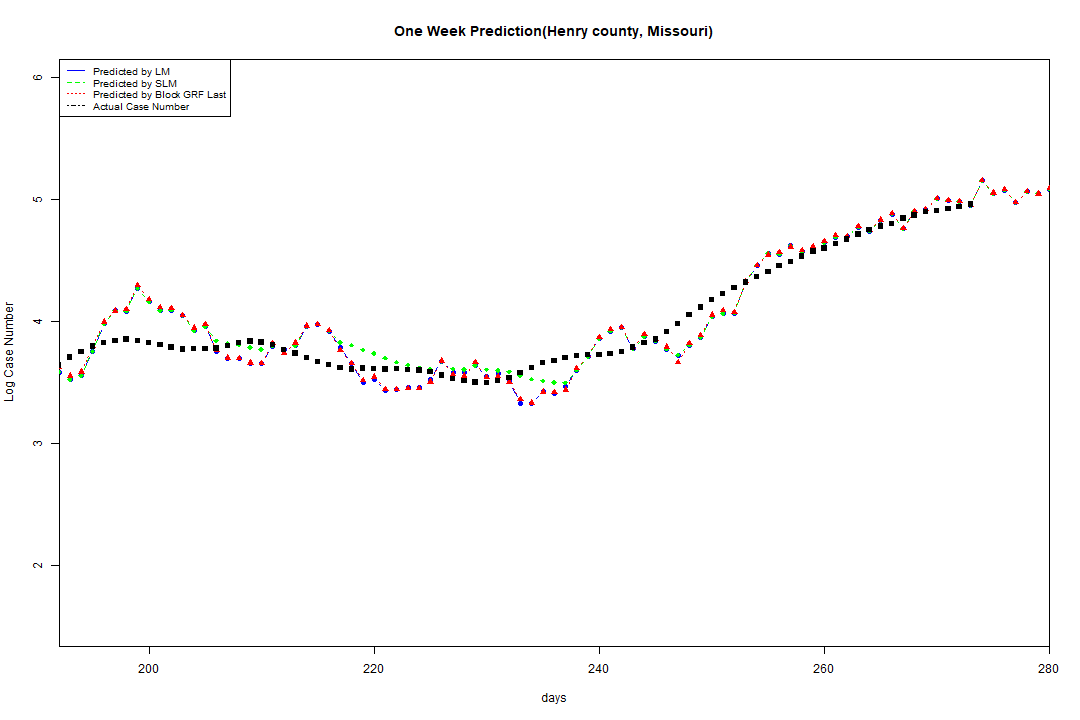 One Week Prediction(Henry county, Missouri)
Predicted by LM
Predicted by SLM
Predicted by Block GRF Last
Actual Case Number
6
5
4
3
2
Log Case Number
200 220 240 260 280
days